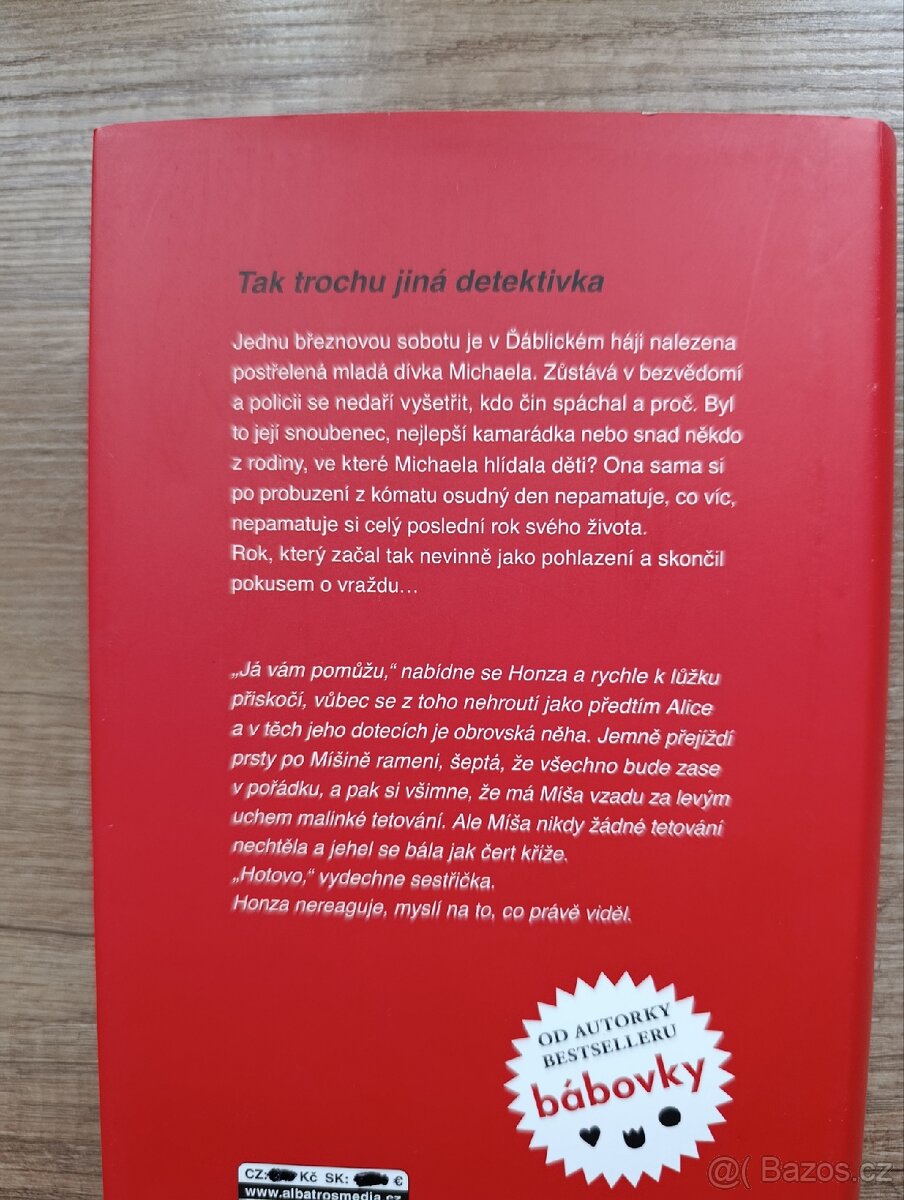 Tak trochu jiná detektivka
Jednu březnovou sobotu je v Ďáblickém háji nalezena
postřelená mladá dívka Michaela. Zůstává v bezvědomí
a policii se nedaří vyšetřit, kdo čin spáchal a proč. Byl
to její snoubenec, nejlepší kamarádka nebo snad někdo
z rodiny, ve které Michaela hlídala děti? Ona sama si
po probuzení z kómatu osudný den nepamatuje, co víc,
nepamatuje si celý poslední rok svého života.
Rok, který začal tak nevinně jako pohlazení a skončil
pokusem o vraždu…
„Já vám pomůžu,“ nabídne se Honza a rychle k lůžku
přiskočí, vůbec se z toho nehroutí jako předtím Alice
a v těch jeho dotecích je obrovská něha. Jemně přejíždí
prsty po Míšině rameni, šeptá, že všechno bude zase
v pořádku, a pak si všimne, že má Míša vzadu za levým
uchem malinké tetování. Ale Míša nikdy žádné tetování
nechtěla a jehel se bála jak čert kříže.
„Hotovo,“ vydechne sestřička.
Honza nereaguje, myslí na to, co právě viděl.
OD AUTORKY
BESTSELLERU
bábovky
CZ: Kč SK: €
www.albatrosmedia.cz
@( Bazos.cz